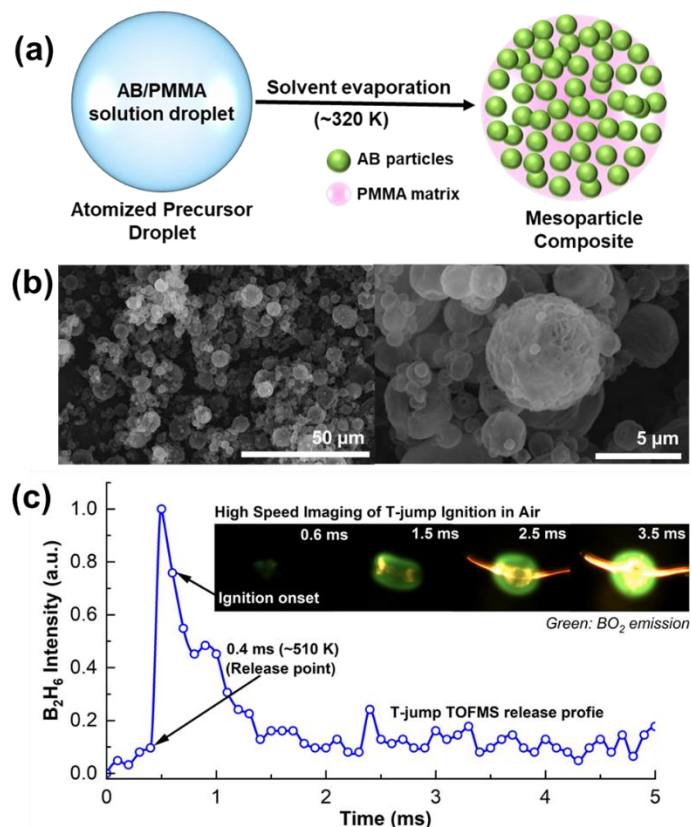 (a)
AB/PMMA
solution droplet
Atomized Precursor
Droplet
Solvent evaporation
(~320 K)
AB particles
PMMA matrix
Mesoparticle
Composite
(b)
50 µm
5 µm
(c)
High Speed Imaging of T-jump Ignition in Air
0.6 ms
1.5 ms
2.5 ms
3.5 ms
Green: BO₂ emission
Ignition onset
0.4 ms (~510 K)
(Release point)
T-jump TOFMS release profie
B₂H₆ Intensity (a.u.)
1.0
0.8
0.6
0.4
0.2
0.0
0 1 2 3 4 5
Time (ms)